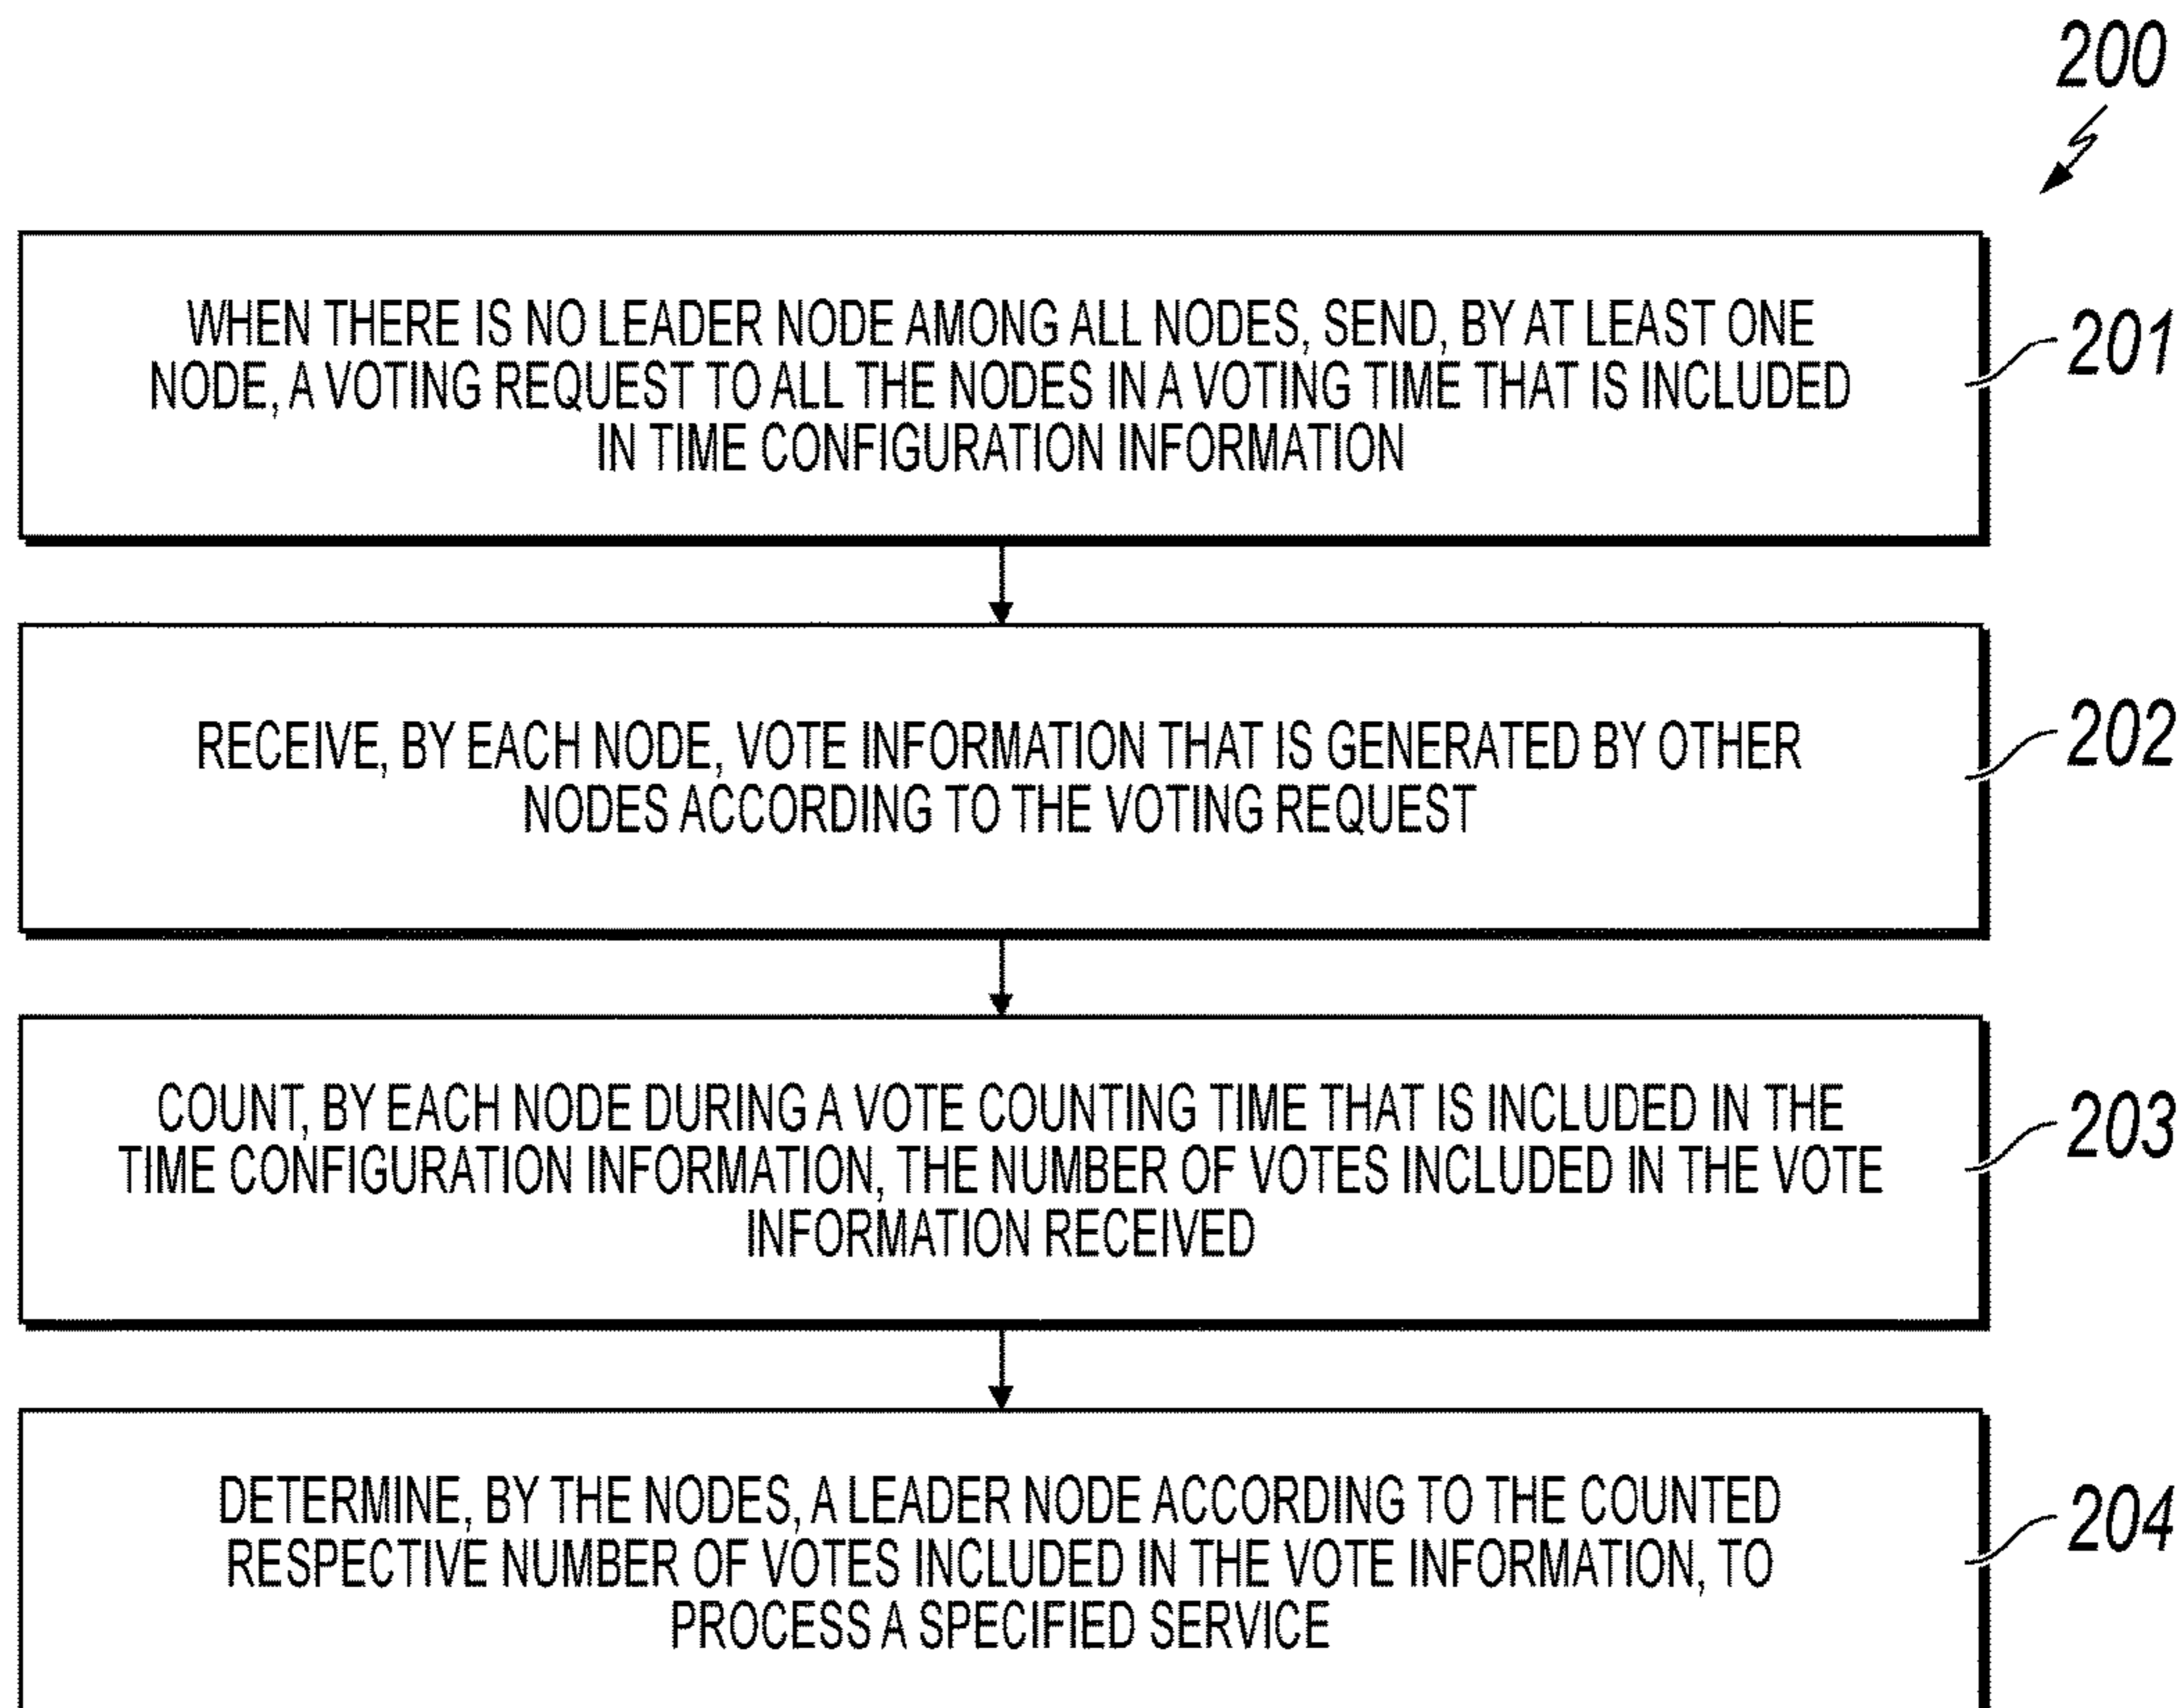 200
WHEN THERE IS NO LEADER NODE AMONG ALL NODES, SEND, BY AT LEAST ONE
NODE, A VOTING REQUEST TO ALL THE NODES IN A VOTING TIME THAT IS INCLUDED
IN TIME CONFIGURATION INFORMATION
201
RECEIVE, BY EACH NODE, VOTE INFORMATION THAT IS GENERATED BY OTHER
NODES ACCORDING TO THE VOTING REQUEST
202
COUNT, BY EACH NODE DURING A VOTE COUNTING TIME THAT IS INCLUDED IN THE
TIME CONFIGURATION INFORMATION, THE NUMBER OF VOTES INCLUDED IN THE VOTE
INFORMATION RECEIVED
203
DETERMINE, BY THE NODES, A LEADER NODE ACCORDING TO THE COUNTED
RESPECTIVE NUMBER OF VOTES INCLUDED IN THE VOTE INFORMATION, TO
PROCESS A SPECIFIED SERVICE
204